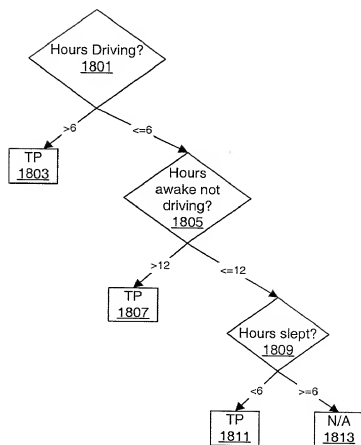 Hours Driving?
1801
>6
<=6
TP
1803
Hours
awake not
driving?
1805
>12
<=12
TP
1807
Hours slept?
1809
<6
>=6
TP
1811
N/A
1813